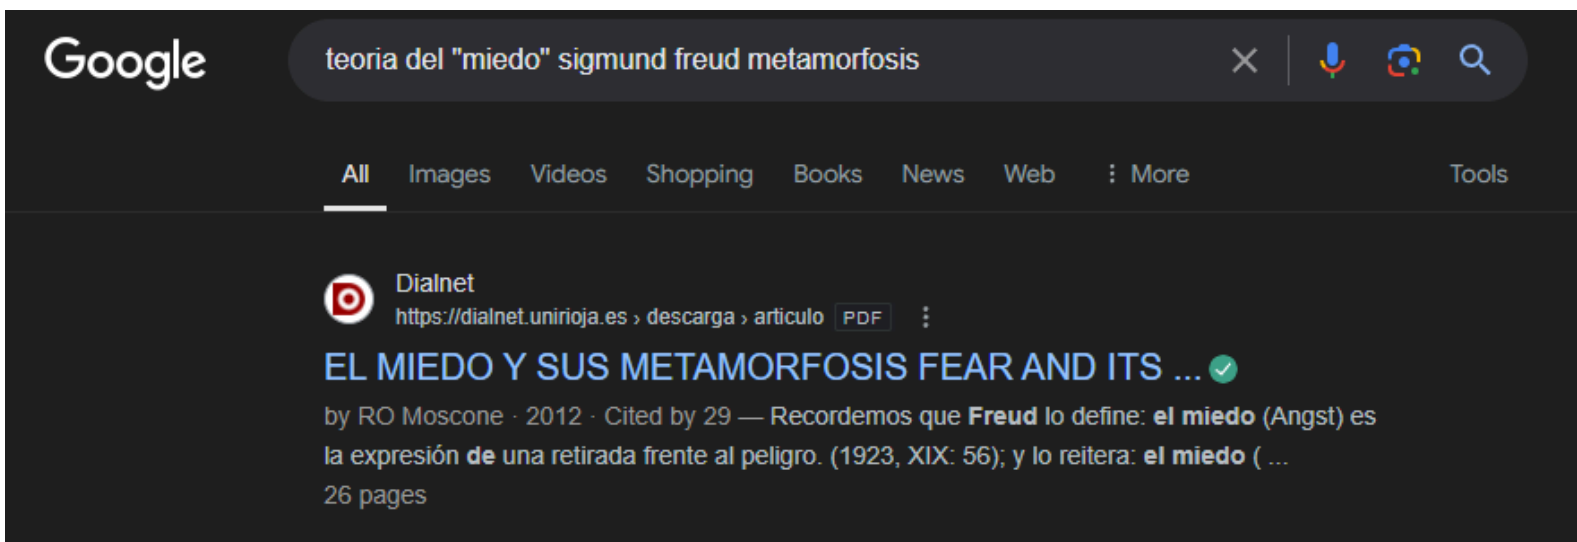 Google
teoria del "miedo" sigmund freud metamorfosis
All Images Videos Shopping Books News Web More Tools
Dialnet
https://dialnet.unirioja.es › descarga › articulo PDF
EL MIEDO Y SUS METAMORFOSIS FEAR AND ITS ...
by RO Moscone · 2012 · Cited by 29 — Recordemos que Freud lo define: el miedo (Angst) es
la expresión de una retirada frente al peligro. (1923, XIX: 56); y lo reitera: el miedo ( ...
26 pages